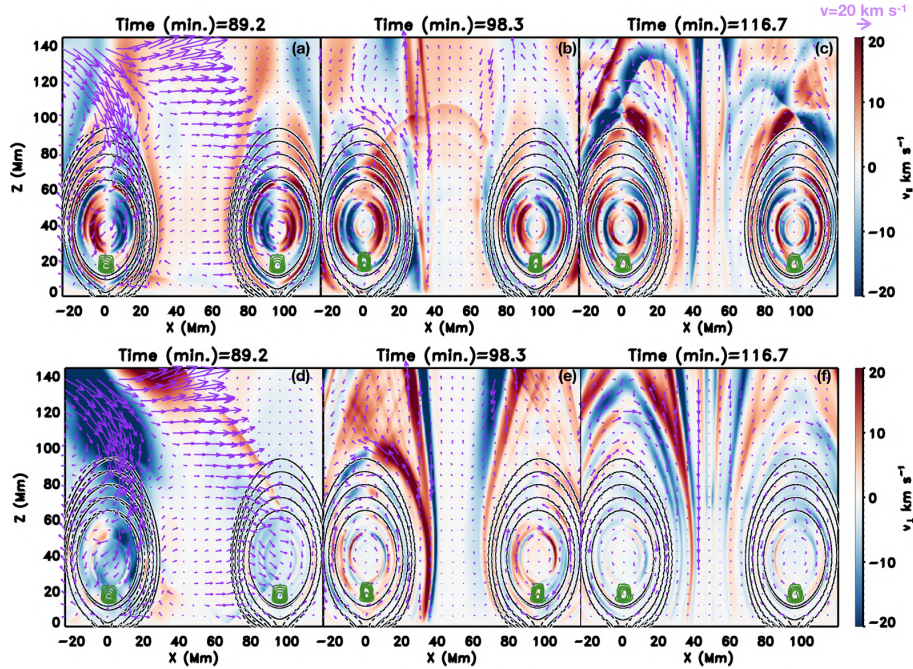 v=20 km s⁻¹
Time (min.)=89.2 Time (min.)=98.3 Time (min.)=116.7
(a) (b) (c)
140
120
100
80
60
40
20
0
Z (Mm)
-20 0 20 40 60 80 100 -20 0 20 40 60 80 100 -20 0 20 40 60 80 100
X (Mm) X (Mm) X (Mm)
20
10
0
-10
-20
v∥ km s⁻¹
Time (min.)=89.2 Time (min.)=98.3 Time (min.)=116.7
(d) (e) (f)
140
120
100
80
60
40
20
0
Z (Mm)
-20 0 20 40 60 80 100 -20 0 20 40 60 80 100 -20 0 20 40 60 80 100
X (Mm) X (Mm) X (Mm)
20
10
0
-10
-20
v⊥ km s⁻¹